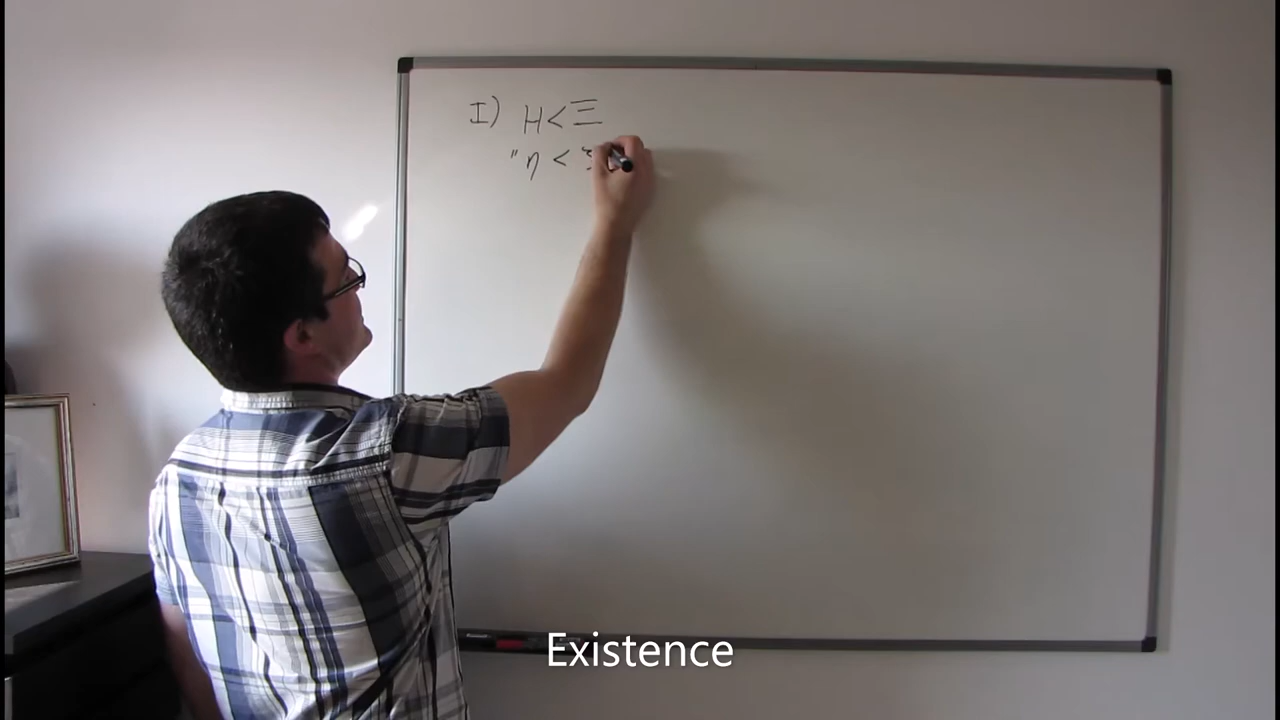 I) Η < Ξ
" η < ξ
Existence